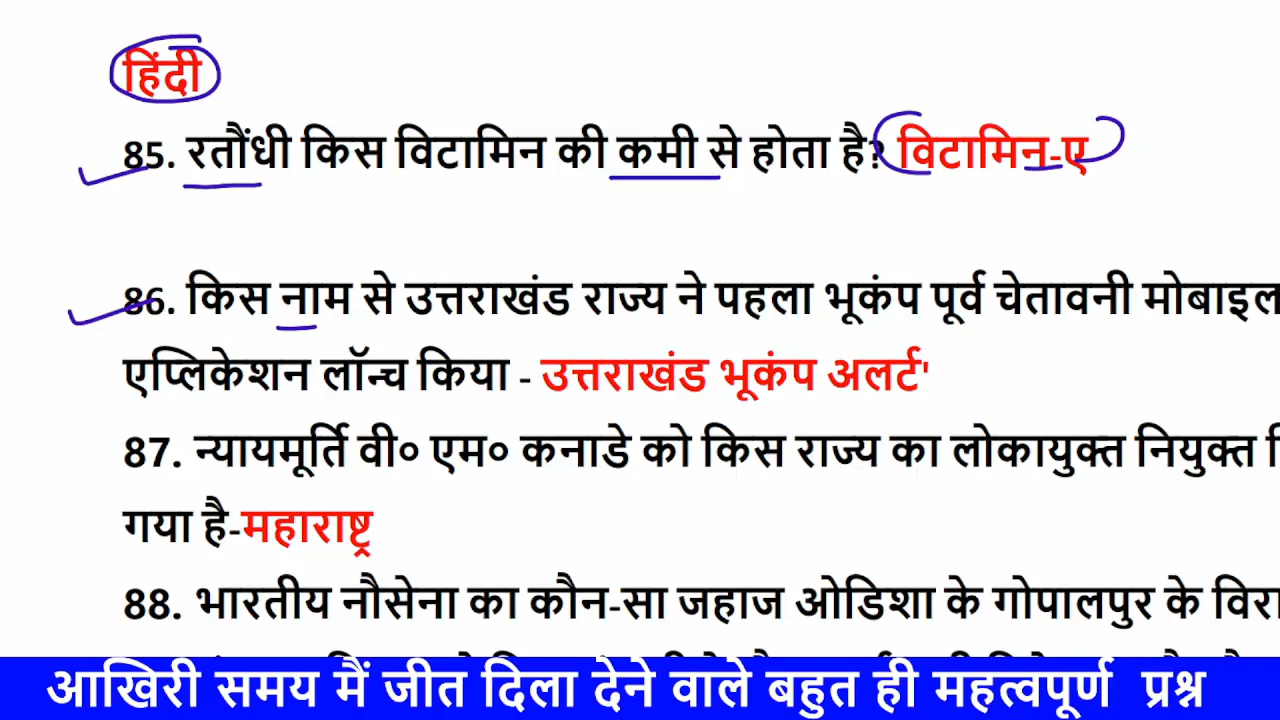 हिंदी
85. रतौंधी किस विटामिन की कमी से होता है? विटामिन-ए
86. किस नाम से उत्तराखंड राज्य ने पहला भूकंप पूर्व चेतावनी मोबाइल
एप्लिकेशन लॉन्च किया - उत्तराखंड भूकंप अलर्ट'
87. न्यायमूर्ति वी० एम० कनाडे को किस राज्य का लोकायुक्त नियुक्त
गया है-महाराष्ट्र
88. भारतीय नौसेना का कौन-सा जहाज ओडिशा के गोपालपुर के
आखिरी समय मैं जीत दिला देने वाले बहुत ही महत्वपूर्ण प्रश्न